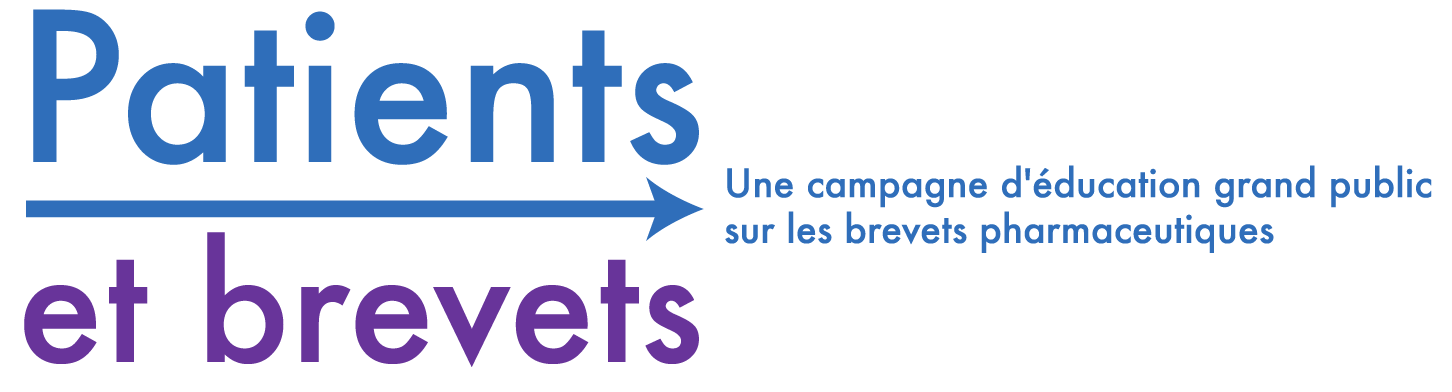 Patients
et brevets
Une campagne d'éducation grand public
sur les brevets pharmaceutiques